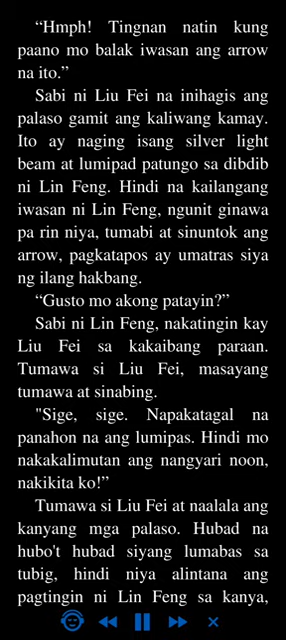 “Hmph! Tingnan natin kung
paano mo balak iwasan ang arrow
na ito.”
Sabi ni Liu Fei na inihagis ang
palaso gamit ang kaliwang kamay.
Ito ay naging isang silver light
beam at lumipad patungo sa dibdib
ni Lin Feng. Hindi na kailangang
iwasan ni Lin Feng, ngunit ginawa
pa rin niya, tumabi at sinuntok ang
arrow, pagkatapos ay umatras siya
ng ilang hakbang.
“Gusto mo akong patayin?”
Sabi ni Lin Feng, nakatingin kay
Liu Fei sa kakaibang paraan.
Tumawa si Liu Fei, masayang
tumawa at sinabing.
"Sige, sige. Napakatagal na
panahon na ang lumipas. Hindi mo
nakakalimutan ang nangyari noon,
nakikita ko!”
Tumawa si Liu Fei at naalala ang
kanyang mga palaso. Hubad na
hubo't hubad siyang lumabas sa
tubig, hindi niya alintana ang
pagtingin ni Lin Feng sa kanya,